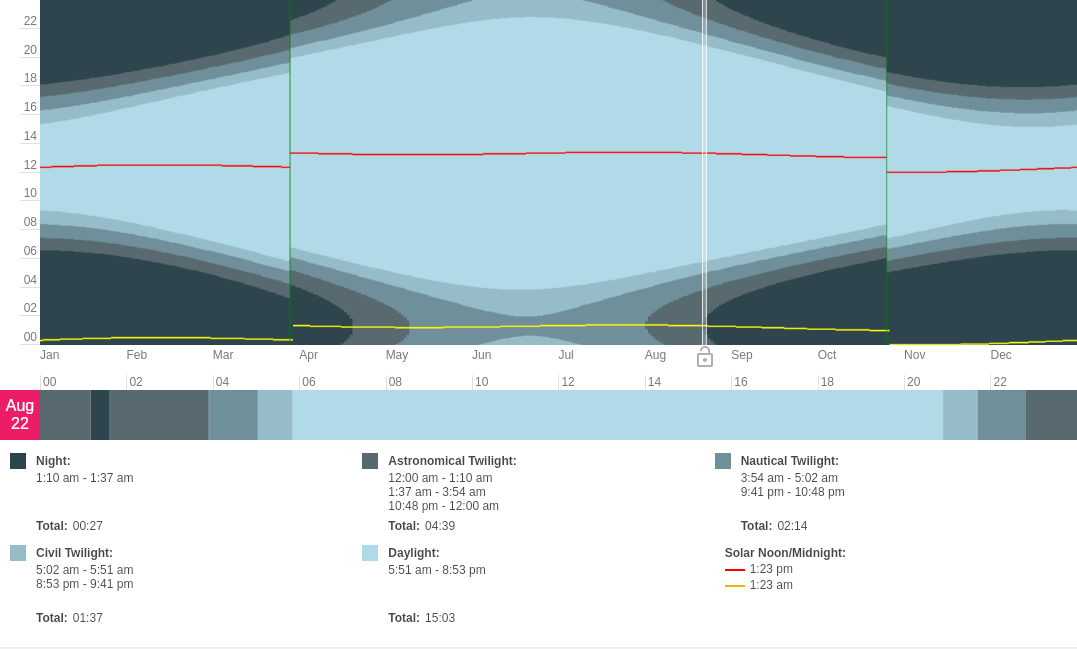 22
20
18
16
14
12
10
08
06
04
02
00
Jan Feb Mar Apr May Jun Jul Aug Sep Oct Nov Dec
00 02 04 06 08 10 12 14 16 18 20 22
Aug
22
Night:
1:10 am - 1:37 am
Total: 00:27
Astronomical Twilight:
12:00 am - 1:10 am
1:37 am - 3:54 am
10:48 pm - 12:00 am
Total: 04:39
Nautical Twilight:
3:54 am - 5:02 am
9:41 pm - 10:48 pm
Total: 02:14
Civil Twilight:
5:02 am - 5:51 am
8:53 pm - 9:41 pm
Total: 01:37
Daylight:
5:51 am - 8:53 pm
Total: 15:03
Solar Noon/Midnight:
1:23 pm
1:23 am